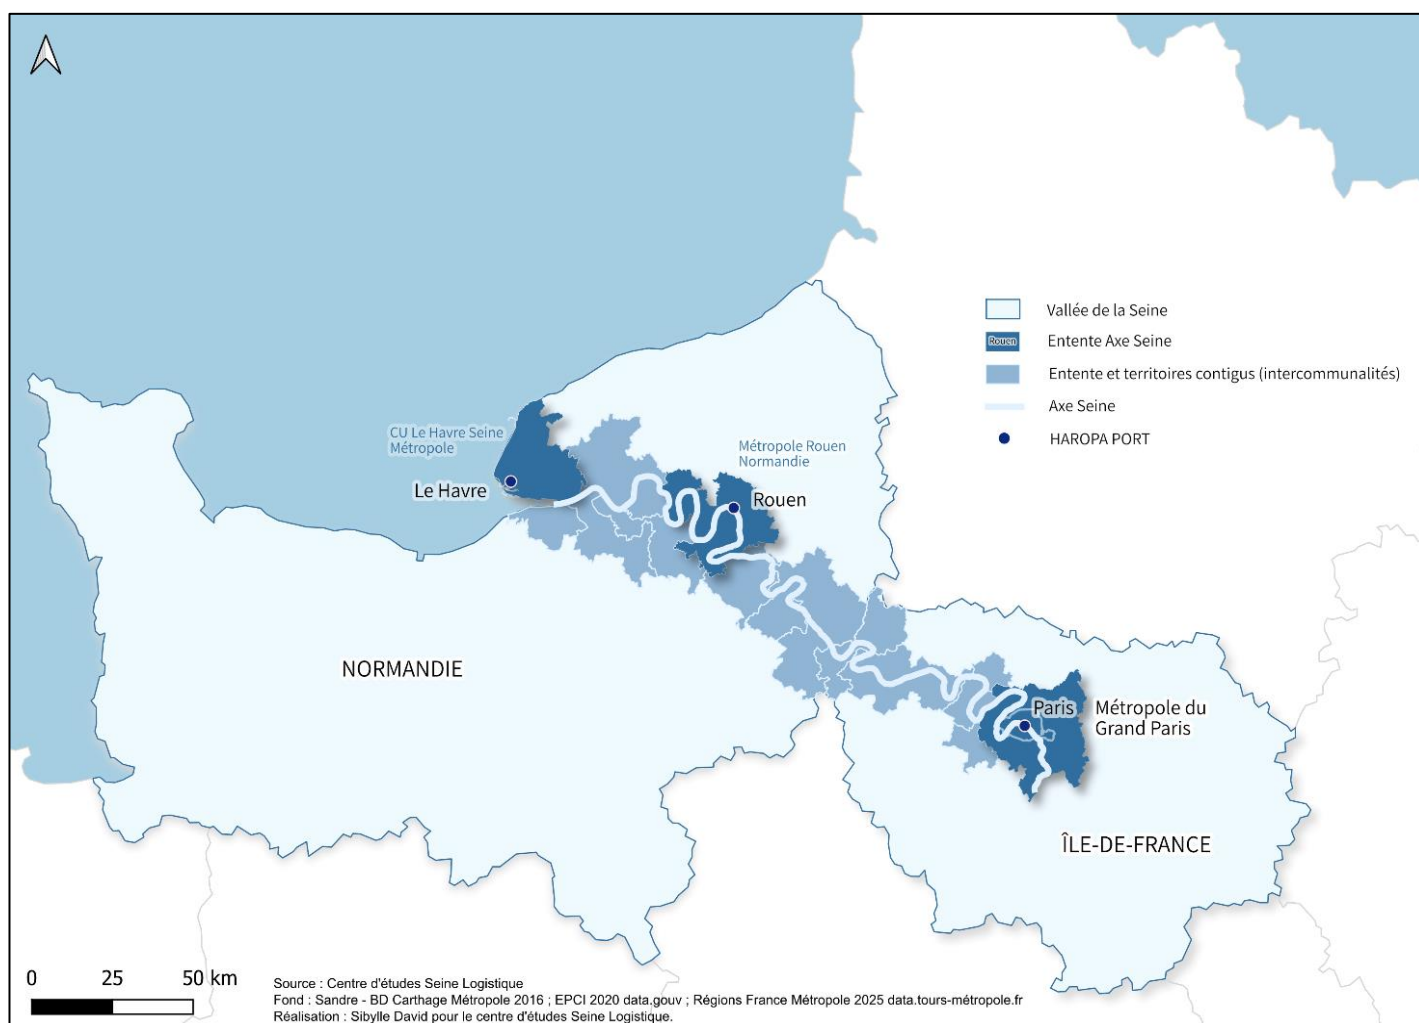 Vallée de la Seine
Rouen
Entente Axe Seine
Entente et territoires contigus (intercommunalités)
Axe Seine
HAROPA PORT
CU Le Havre Seine
Métropole
Le Havre
Métropole Rouen
Normandie
Rouen
NORMANDIE
Paris
Métropole du
Grand Paris
ÎLE-DE-FRANCE
0 25 50 km
Source : Centre d'études Seine Logistique
Fond : Sandre - BD Carthage Métropole 2016 ; EPCI 2020 data.gouv ; Régions France Métropole 2025 data.tours-métropole.fr
Réalisation : Sibylle David pour le centre d'études Seine Logistique.